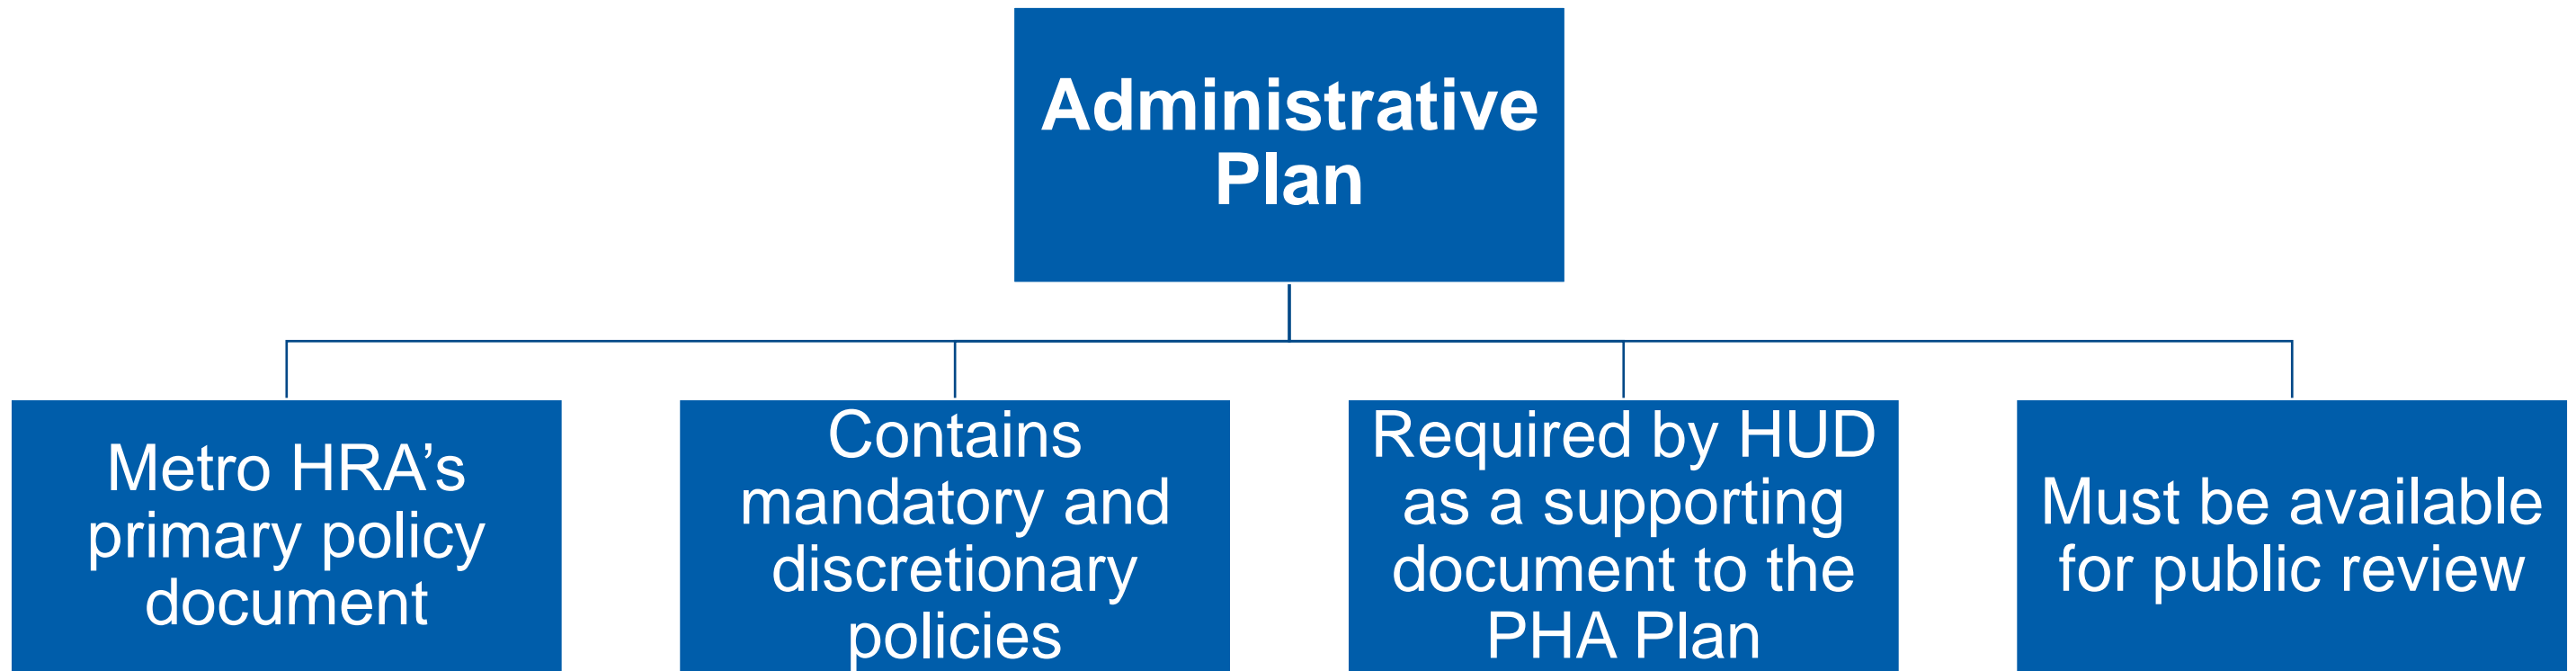 Administrative
Plan
Metro HRA’s
primary policy
document
Contains
mandatory and
discretionary
policies
Required by HUD
as a supporting
document to the
PHA Plan
Must be available
for public review